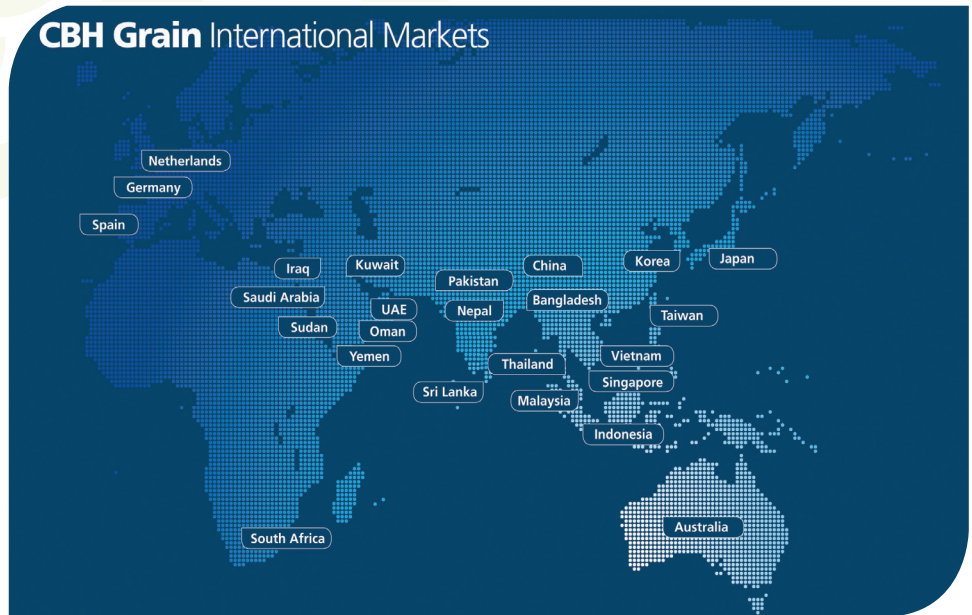 CBH Grain International Markets
Netherlands
Germany
Spain
Iraq
Kuwait
Saudi Arabia
UAE
Sudan
Oman
Yemen
Pakistan
Nepal
China
Bangladesh
Korea
Japan
Taiwan
Thailand
Vietnam
Sri Lanka
Singapore
Malaysia
Indonesia
South Africa
Australia